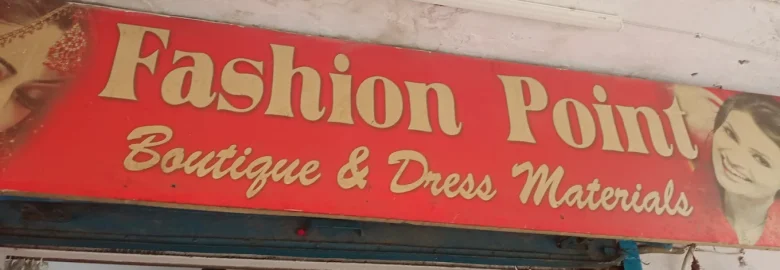 Fashion Point
Boutique & Dress Materials